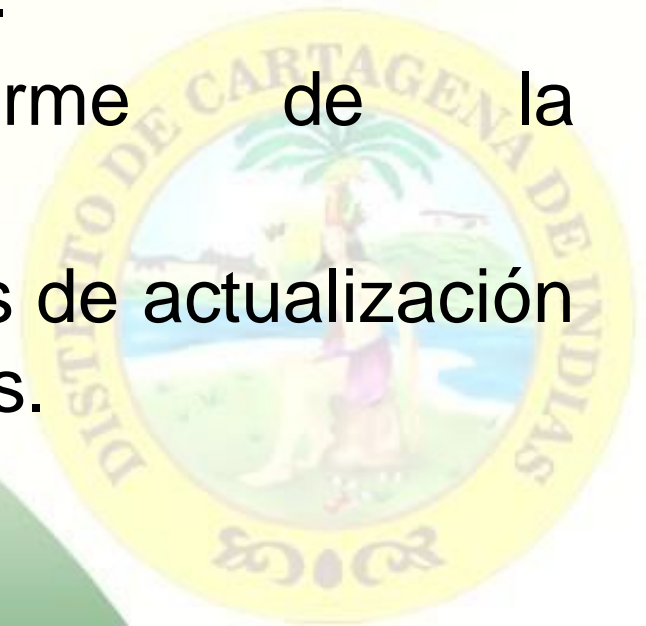 .
rme de la
s de actualización
s.
DISTRITO DE CARTAGENA DE INDIAS